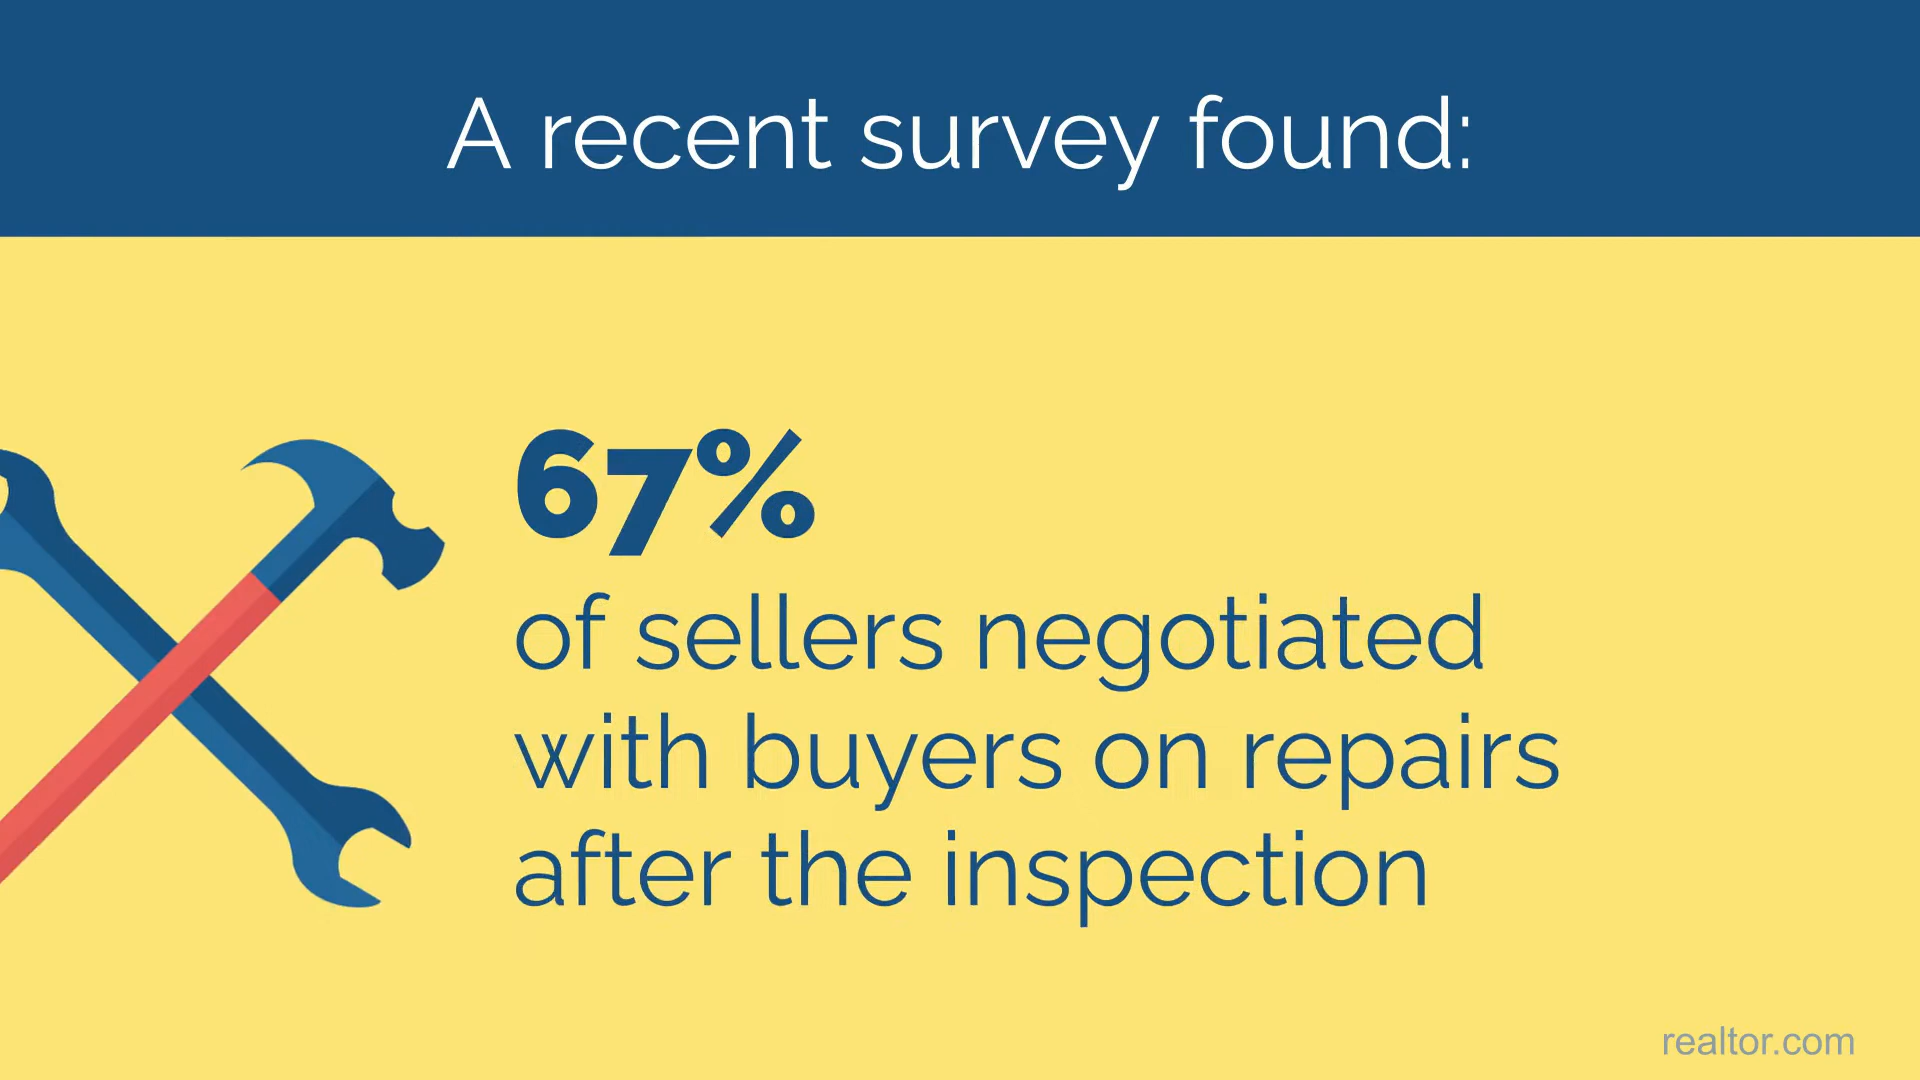 A recent survey found:
67%
of sellers negotiated
with buyers on repairs
after the inspection
realtor.com